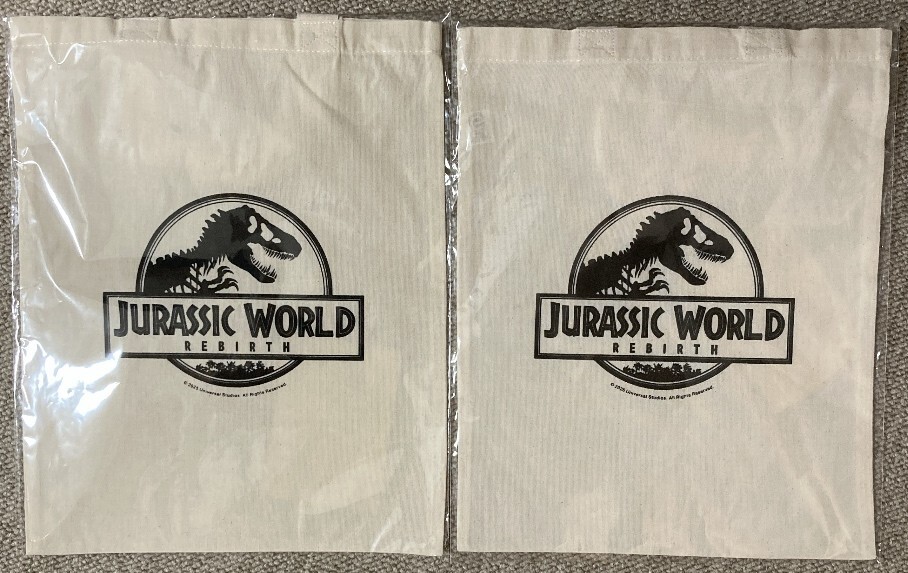 JURASSIC WORLD
REBIRTH
© 2025 Universal Studios. All Rights Reserved.
JURASSIC WORLD
REBIRTH
© 2025 Universal Studios. All Rights Reserved.